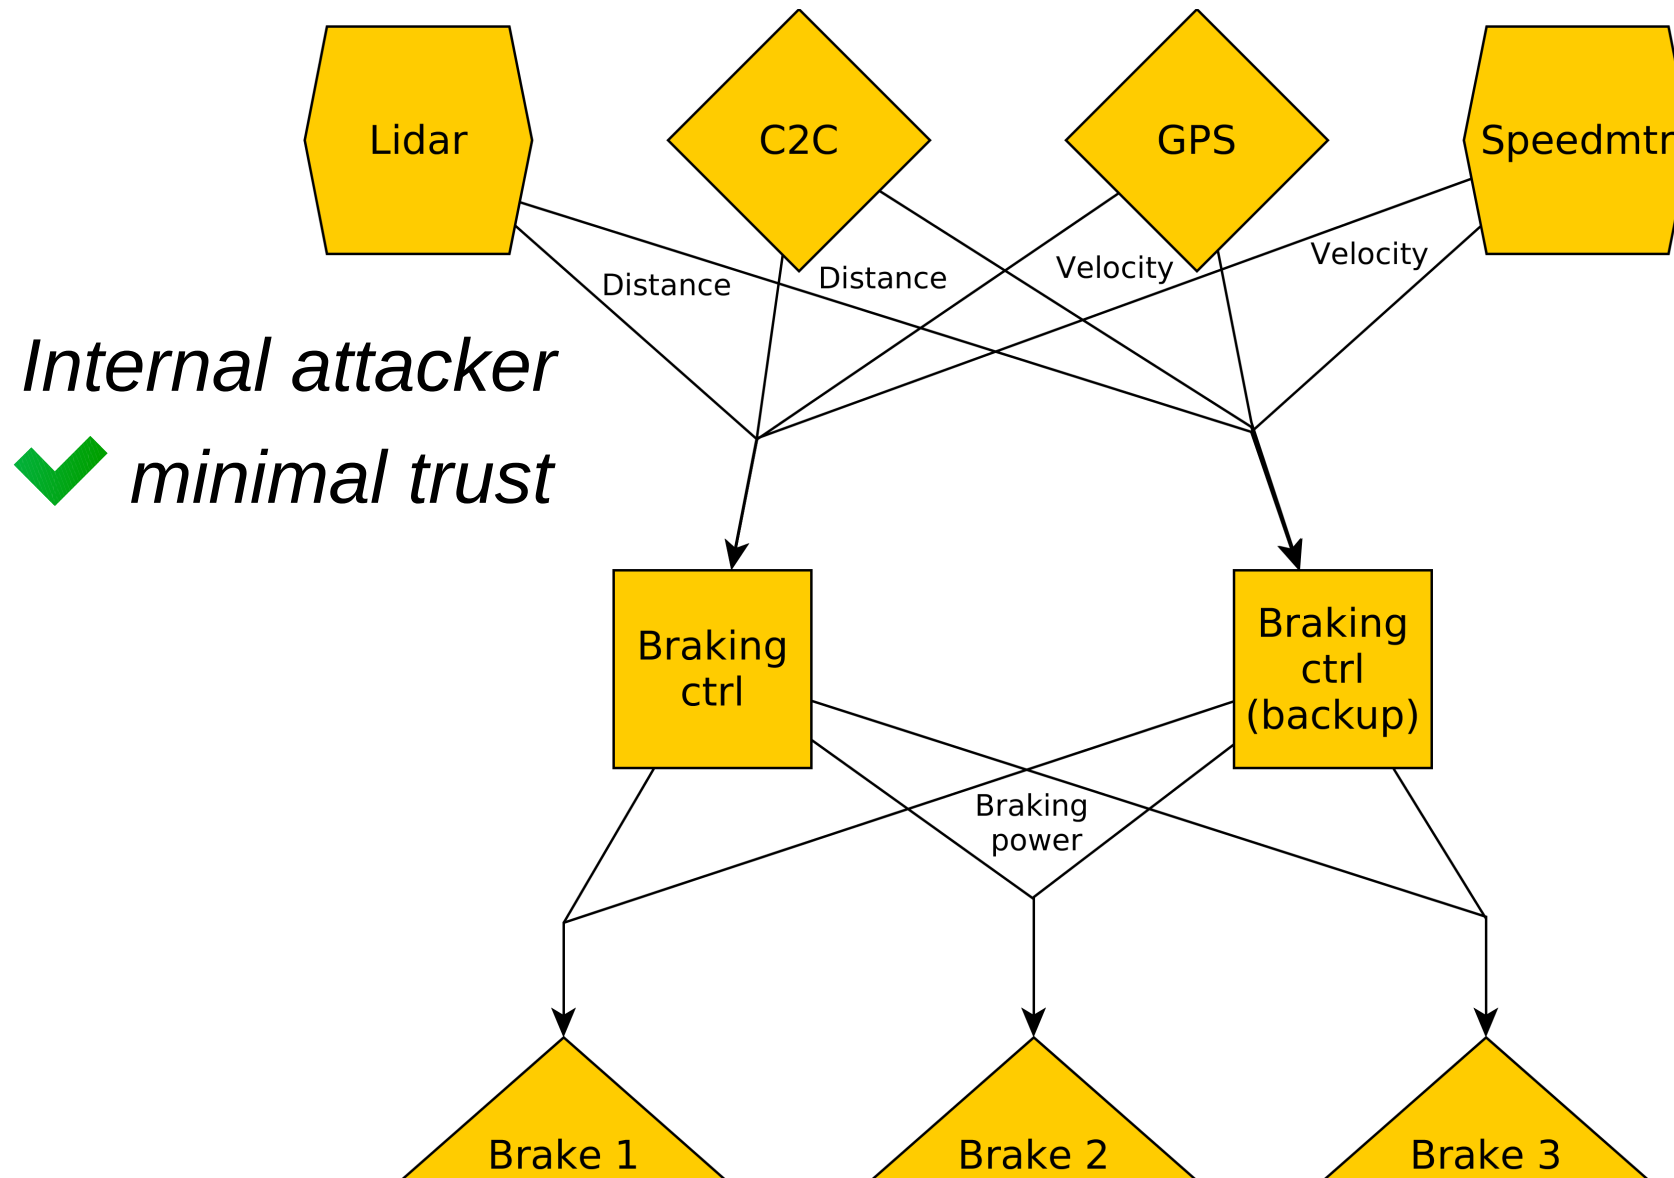 Lidar
C2C
GPS
Speedmtr
Distance
Distance
Velocity
Velocity
Internal attacker
minimal trust
Braking
ctrl
Braking
ctrl
(backup)
Braking
power
Brake 1
Brake 2
Brake 3